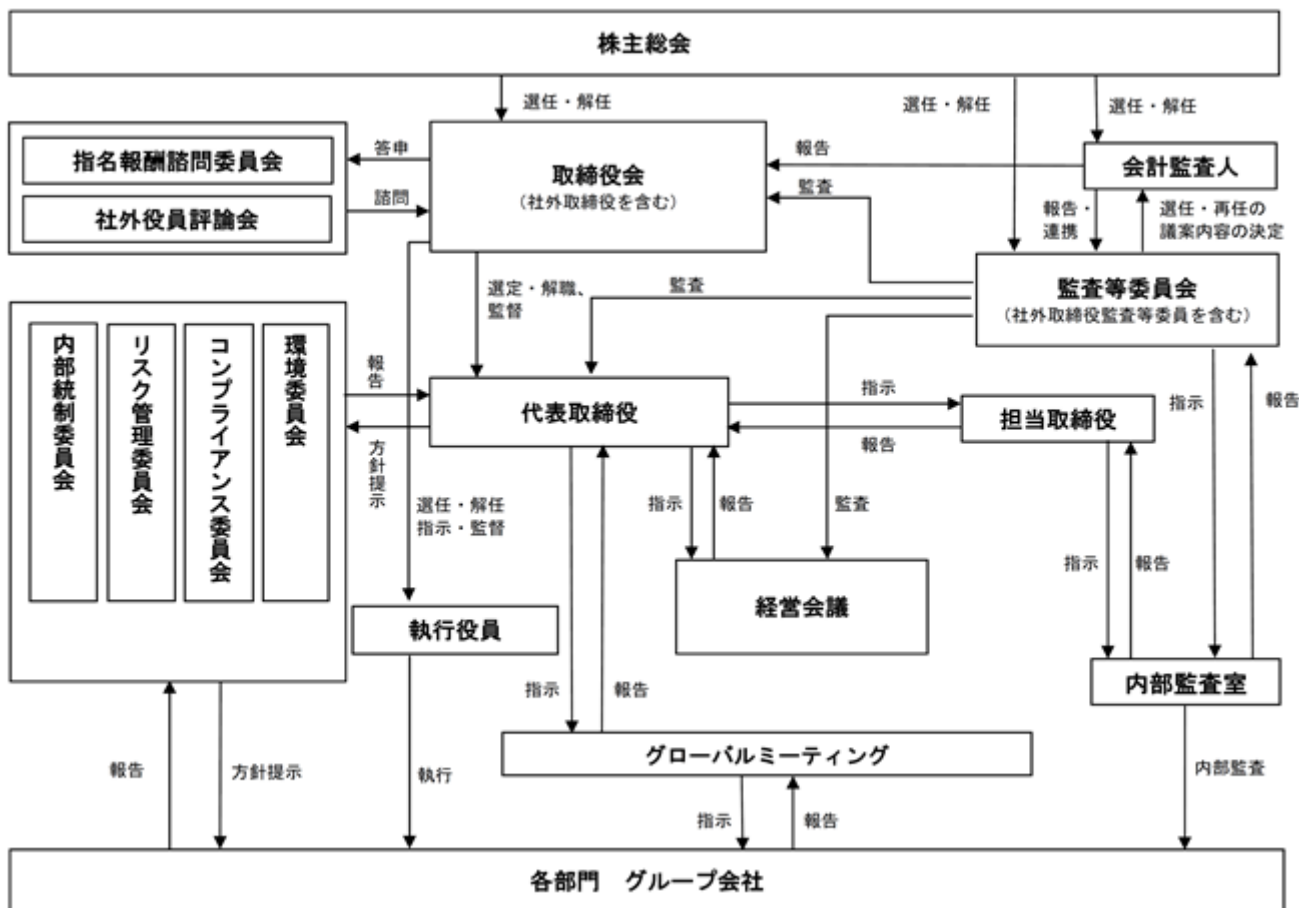 株主総会
選任・解任
選任・解任
選任・解任
指名報酬諮問委員会
社外役員評論会
答申
諮問
取締役会
（社外取締役を含む）
報告
監査
会計監査人
報告・
連携
選任・再任の
議案内容の決定
監査等委員会
（社外取締役監査等委員を含む）
選定・解職、
監督
監査
内部統制委員会
リスク管理委員会
コンプライアンス委員会
環境委員会
報告
方針提示
代表取締役
指示
報告
担当取締役
指示
報告
選任・解任
指示・監督
指示
報告
監査
指示
報告
経営会議
執行役員
内部監査室
指示
報告
グローバルミーティング
報告
方針提示
執行
指示
報告
内部監査
各部門　グループ会社